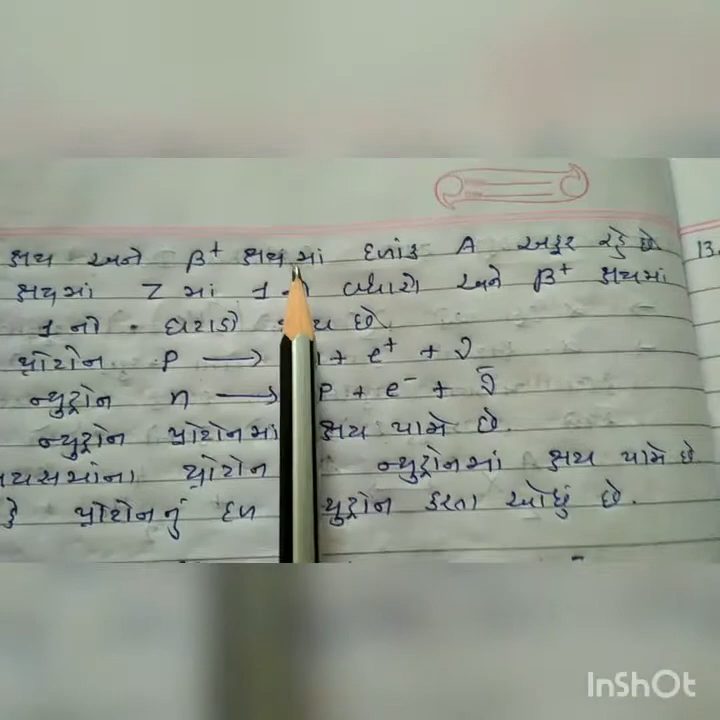 ક્ષય અને β⁺ ક્ષયમાં દળાંક A અફર રહે છે 13.
ક્ષયમાં Z માં 1 નો વધારો અને β⁺ ક્ષયમાં
1 નો ઘટાડો છે
પ્રોટોન P → + e⁺ + ν
ન્યુટ્રોન n → P + e⁻ + ν̄
ન્યુટ્રોન પ્રોટોનમાં ક્ષય પામે છે.
પ્રોટોન ન્યુટ્રોનમાં ક્ષય પામે છે
કે પ્રોટોનનું દળ ન્યુટ્રોન કરતા ઓછું છે.
InShOt